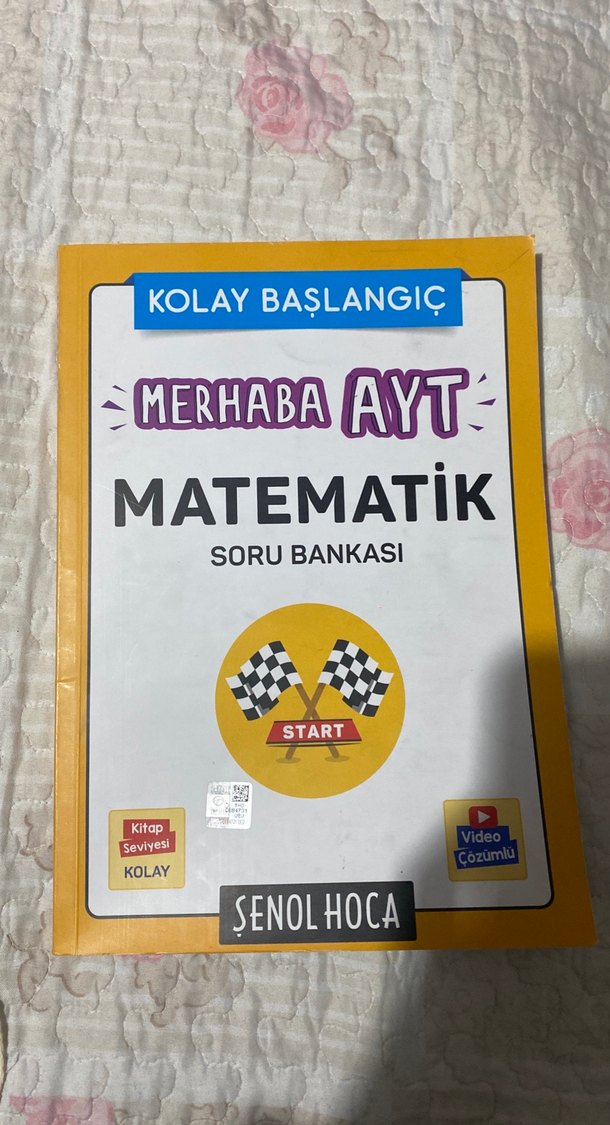 KOLAY BAŞLANGIÇ
MERHABA AYT
MATEMATİK
SORU BANKASI
START
Kitap
Seviyesi
KOLAY
Video
Çözümlü
ŞENOL HOCA